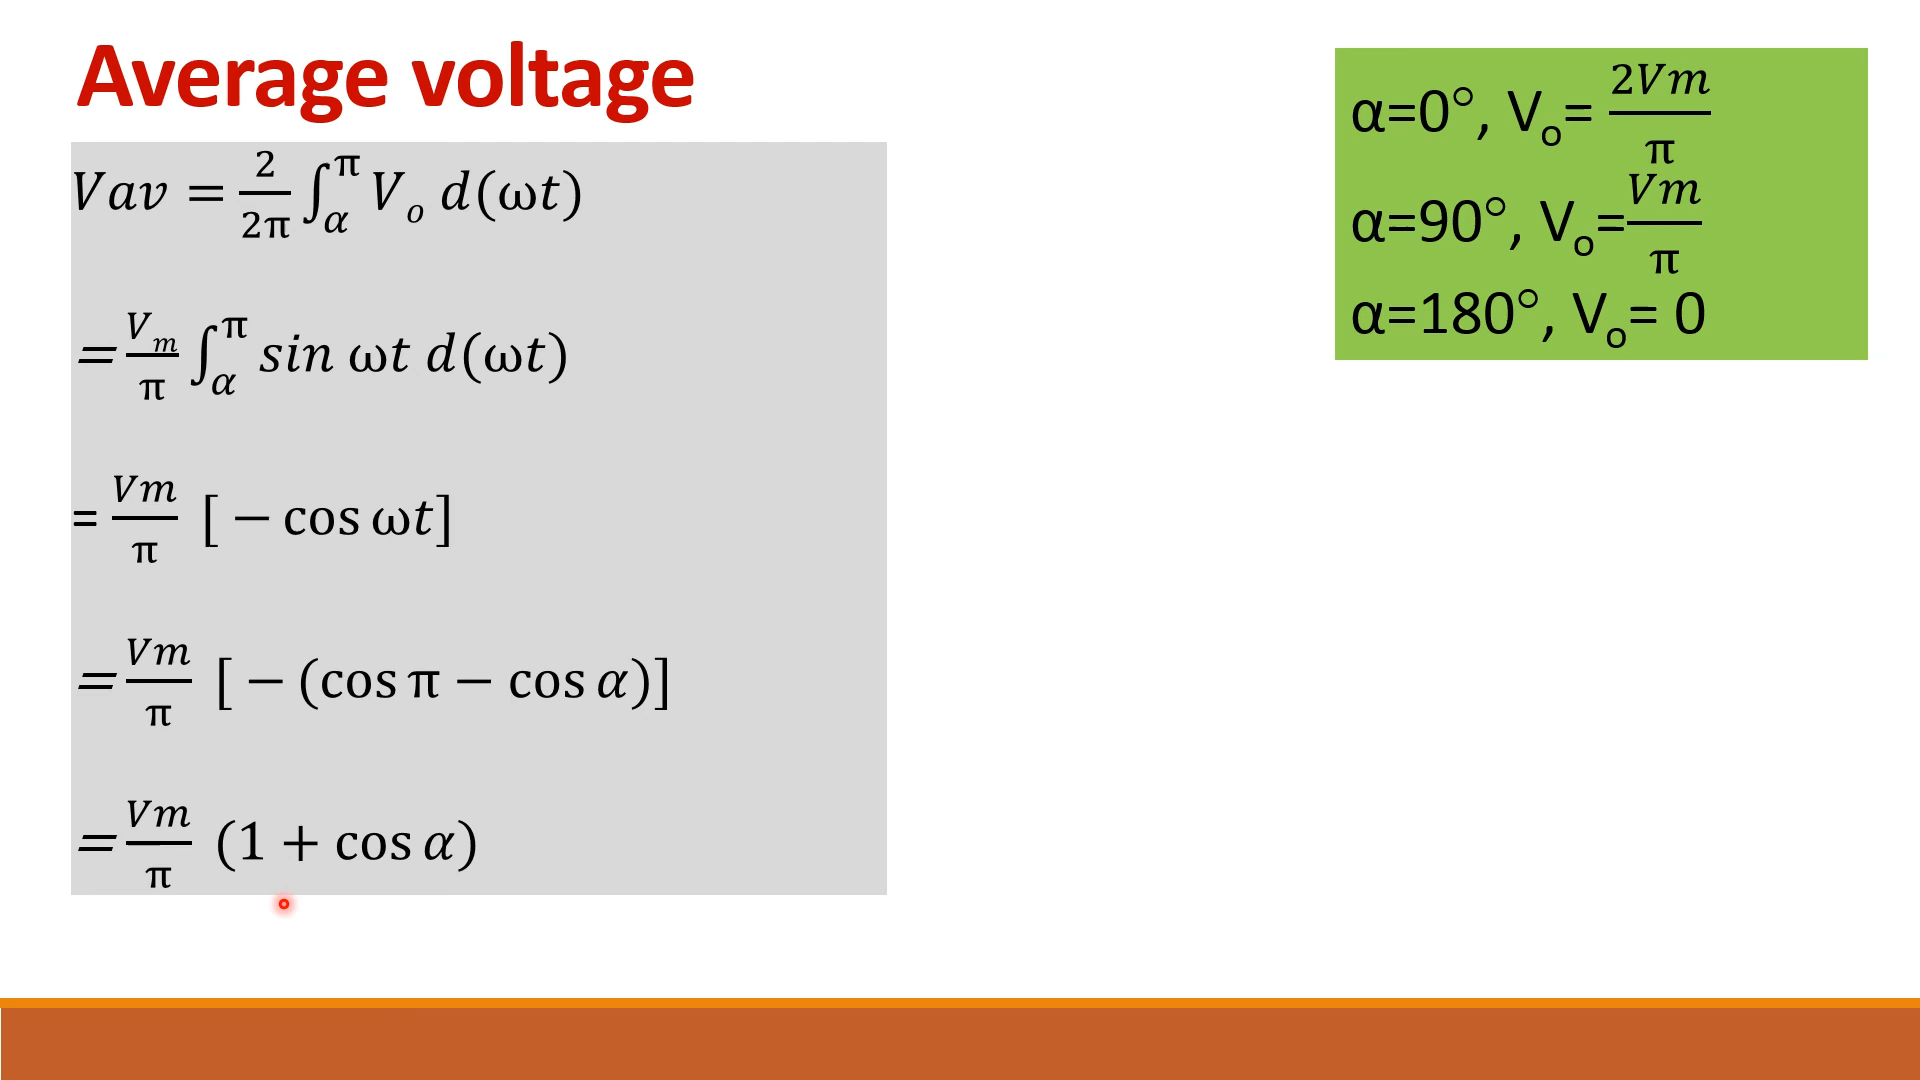 Average voltage
Vav = 2/2π ∫_α^π V_o d(ωt)
= V_m/π ∫_α^π sin ωt d(ωt)
= Vm/π [ − cos ωt]
= Vm/π [ − (cos π − cos α)]
= Vm/π (1 + cos α)
α=0°, V_o= 2Vm/π
α=90°, V_o= Vm/π
α=180°, V_o= 0